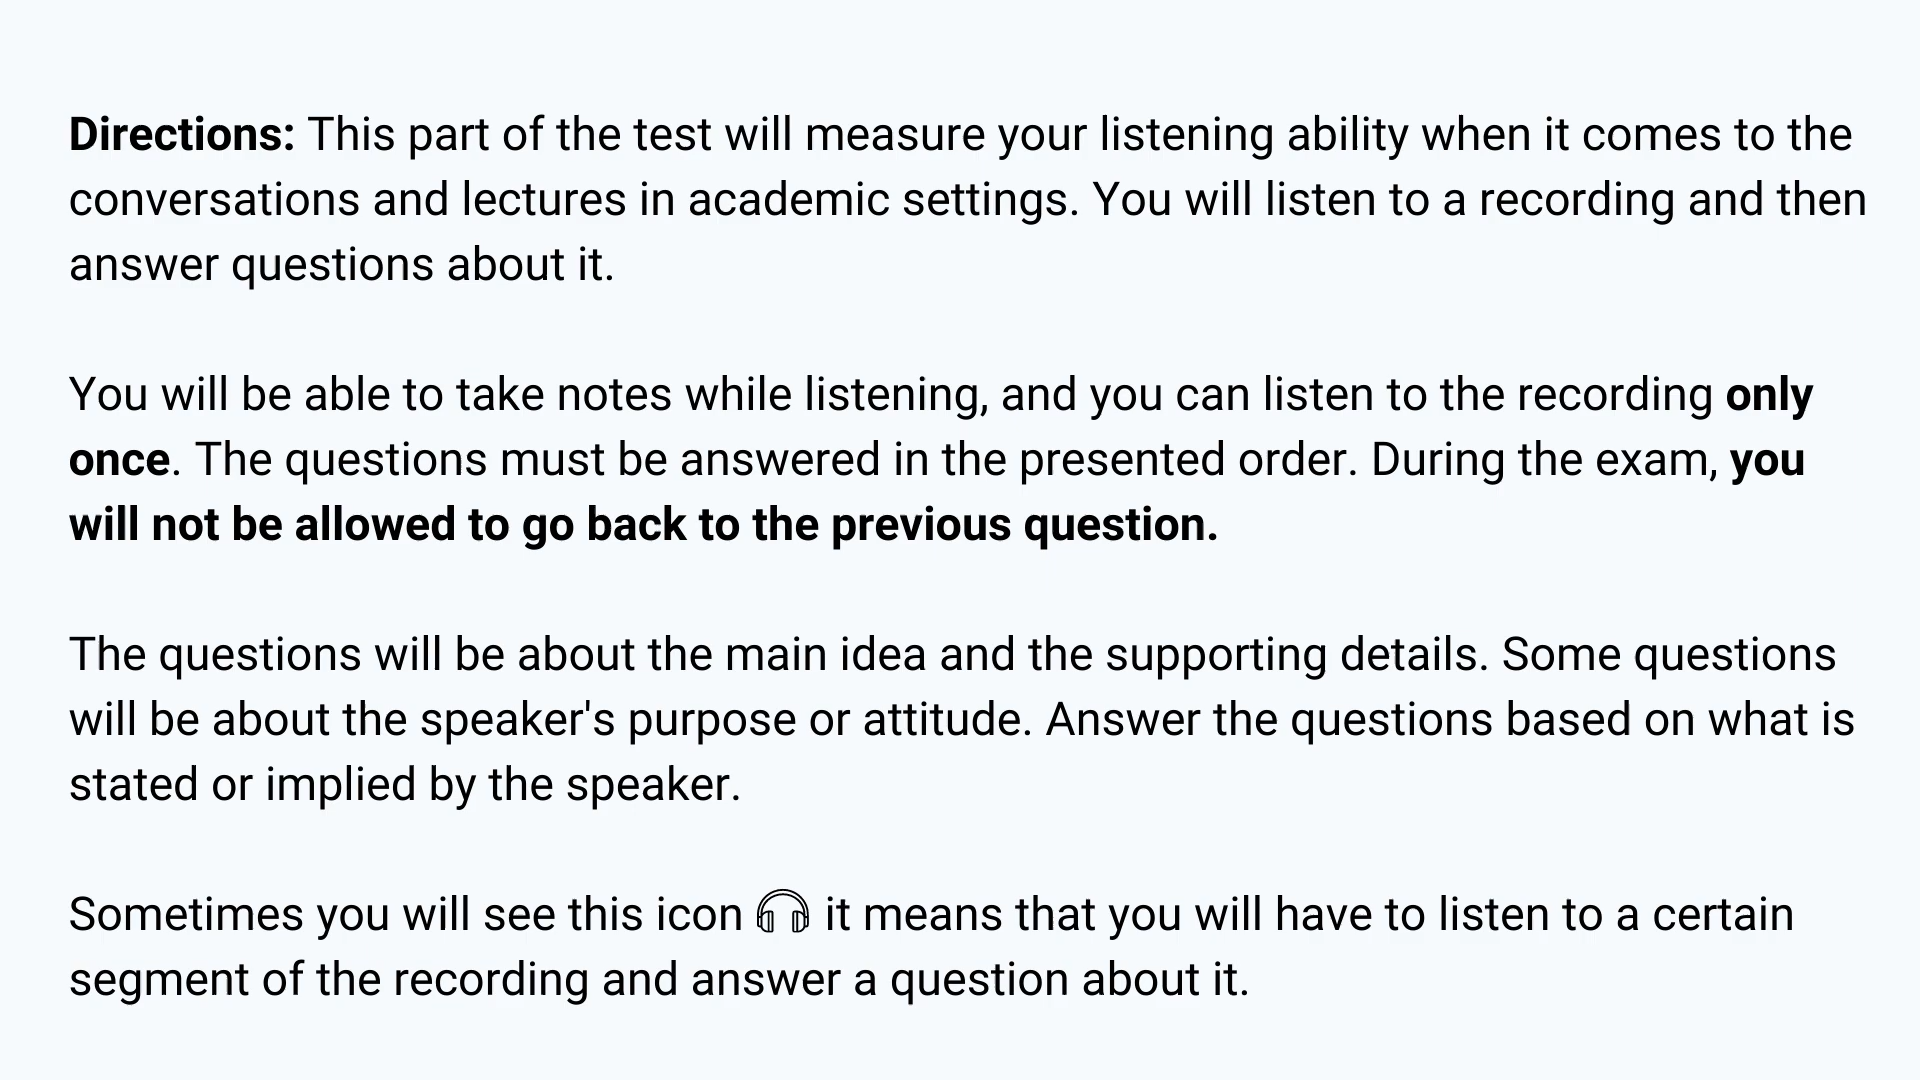 Directions: This part of the test will measure your listening ability when it comes to the
conversations and lectures in academic settings. You will listen to a recording and then
answer questions about it.
You will be able to take notes while listening, and you can listen to the recording only
once. The questions must be answered in the presented order. During the exam, you
will not be allowed to go back to the previous question.
The questions will be about the main idea and the supporting details. Some questions
will be about the speaker's purpose or attitude. Answer the questions based on what is
stated or implied by the speaker.
Sometimes you will see this icon it means that you will have to listen to a certain
segment of the recording and answer a question about it.